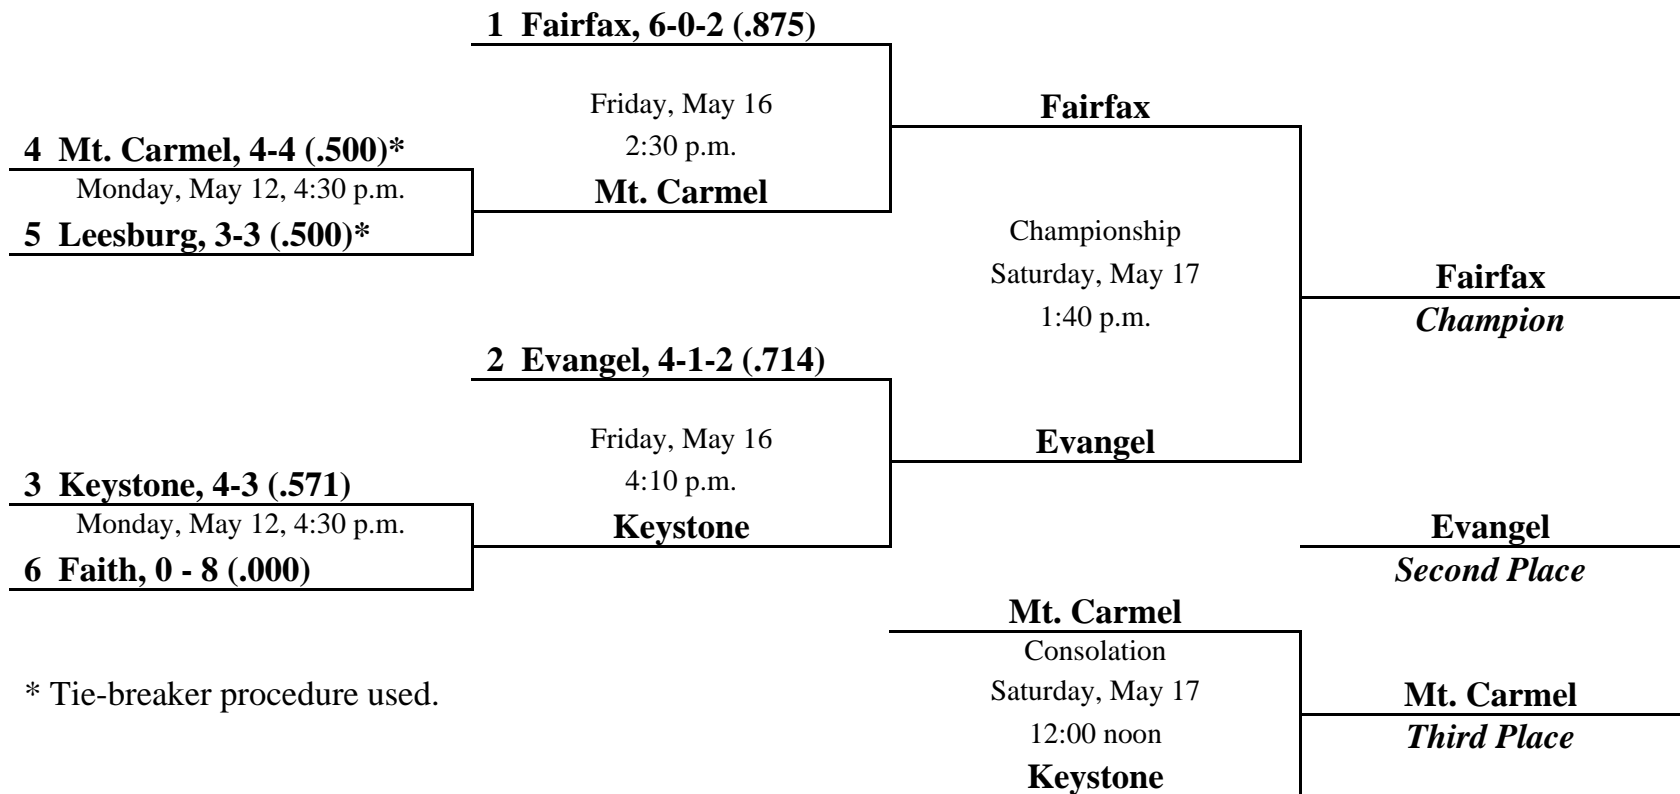 1 Fairfax, 6-0-2 (.875)
Friday, May 16
2:30 p.m.
4 Mt. Carmel, 4-4 (.500)*
Monday, May 12, 4:30 p.m.
5 Leesburg, 3-3 (.500)*
Mt. Carmel
Fairfax
Championship
Saturday, May 17
1:40 p.m.
Fairfax
Champion
2 Evangel, 4-1-2 (.714)
Friday, May 16
4:10 p.m.
3 Keystone, 4-3 (.571)
Monday, May 12, 4:30 p.m.
6 Faith, 0 - 8 (.000)
Keystone
Evangel
Evangel
Second Place
Mt. Carmel
Consolation
Saturday, May 17
12:00 noon
Keystone
Mt. Carmel
Third Place
* Tie-breaker procedure used.